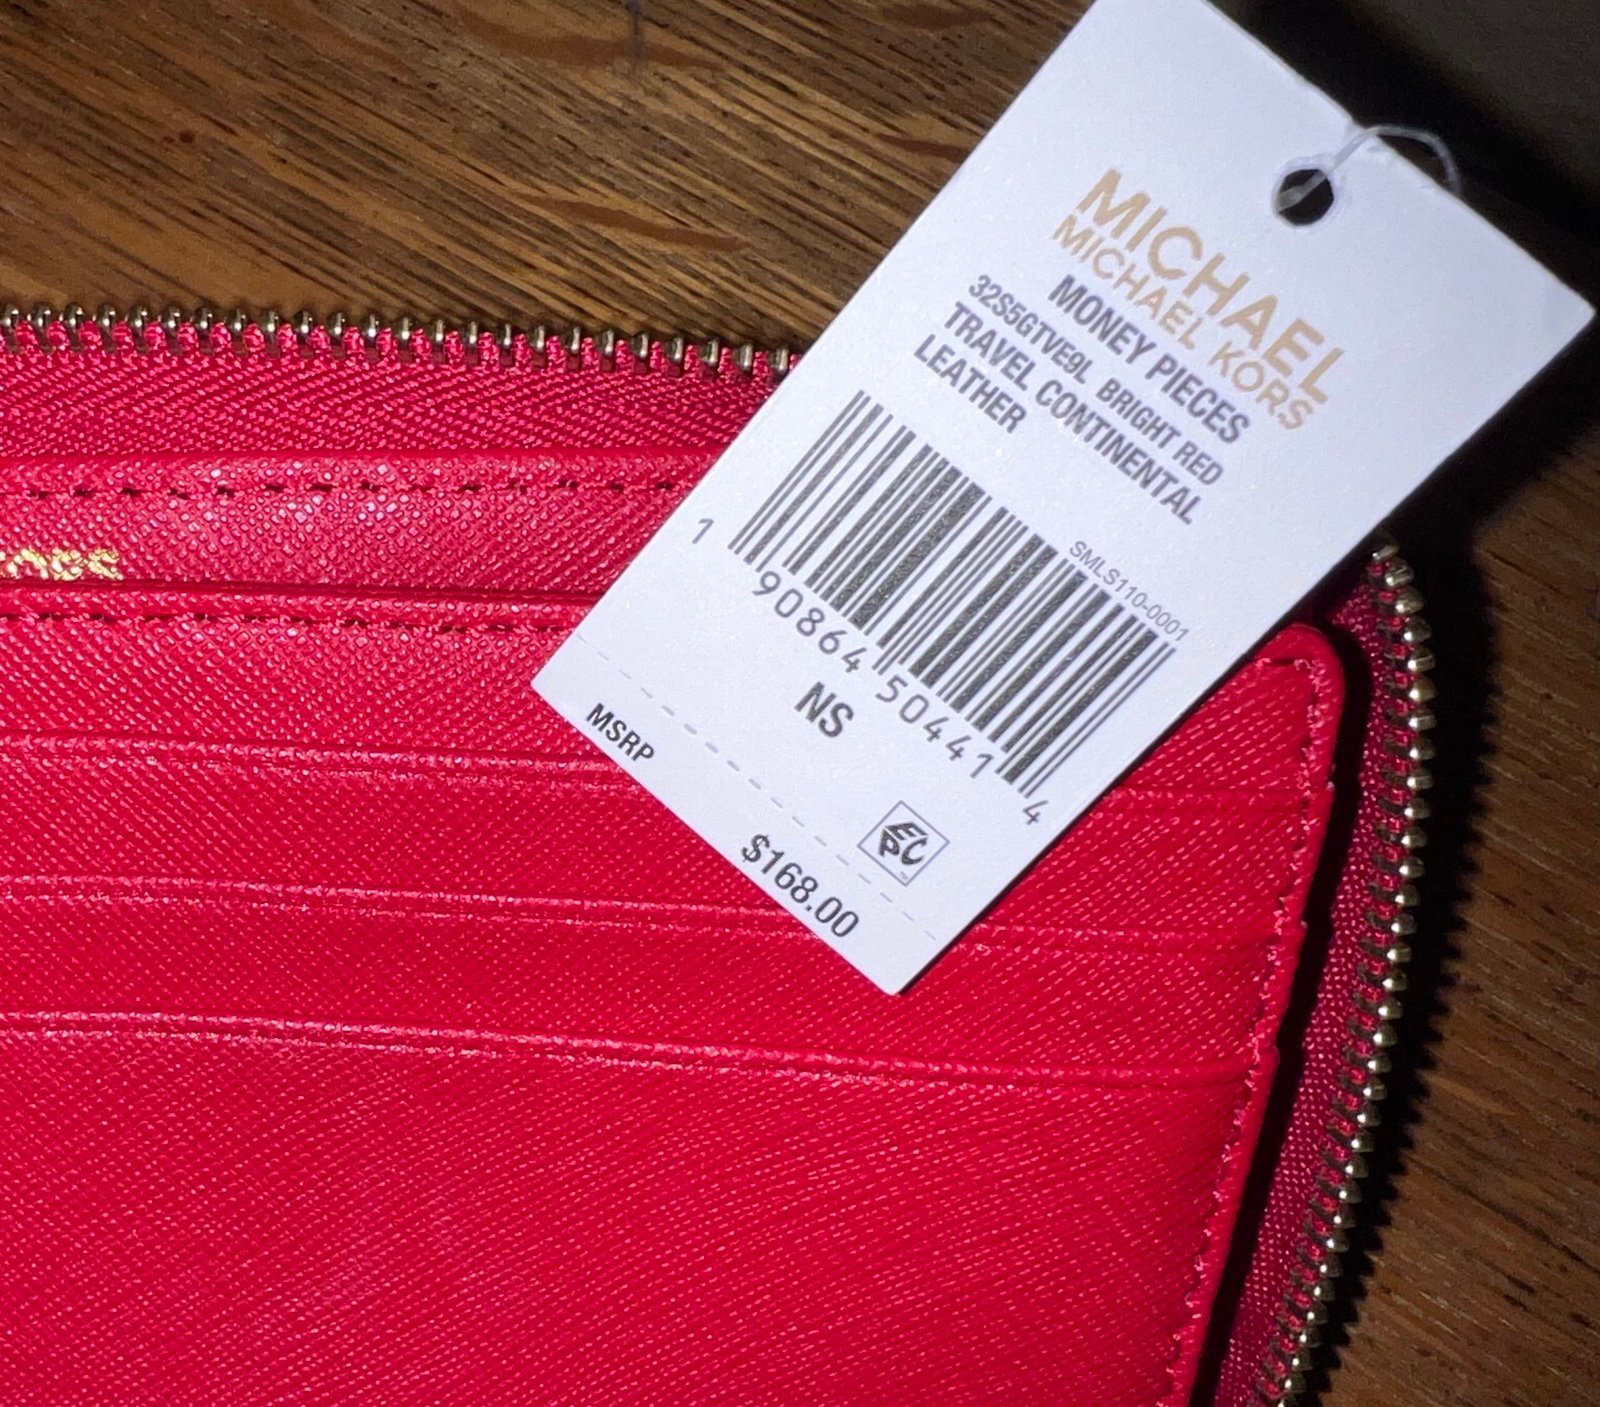 MICHAEL
MICHAEL KORS
MONEY PIECES
32S5GTVE9L BRIGHT RED
TRAVEL CONTINENTAL
LEATHER
SMLS110-0001
1 90864 50441 4
NS
EPC
MSRP
$168.00